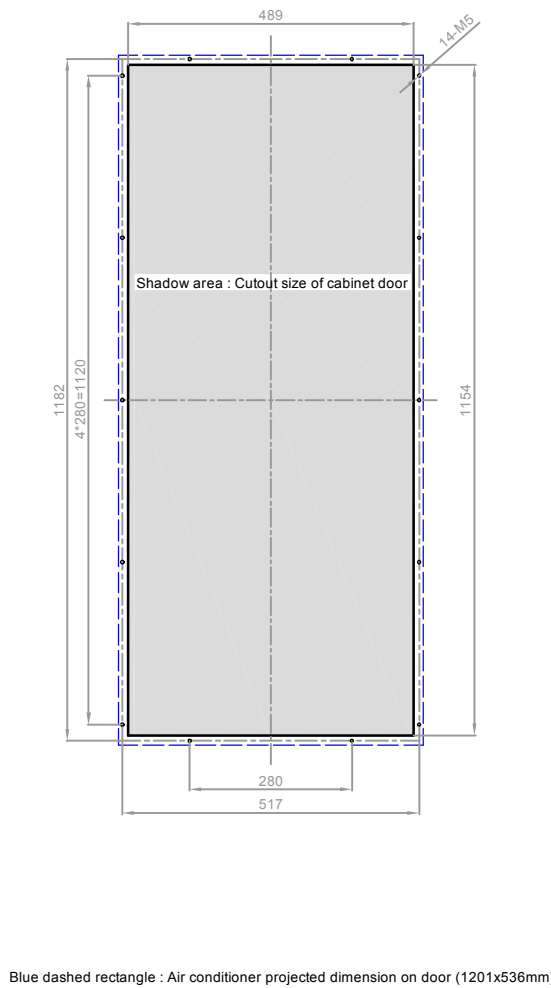 489
14-M5
Shadow area : Cutout size of cabinet door
1182
4*280=1120
1154
280
517
Blue dashed rectangle : Air conditioner projected dimension on door (1201x536mm)